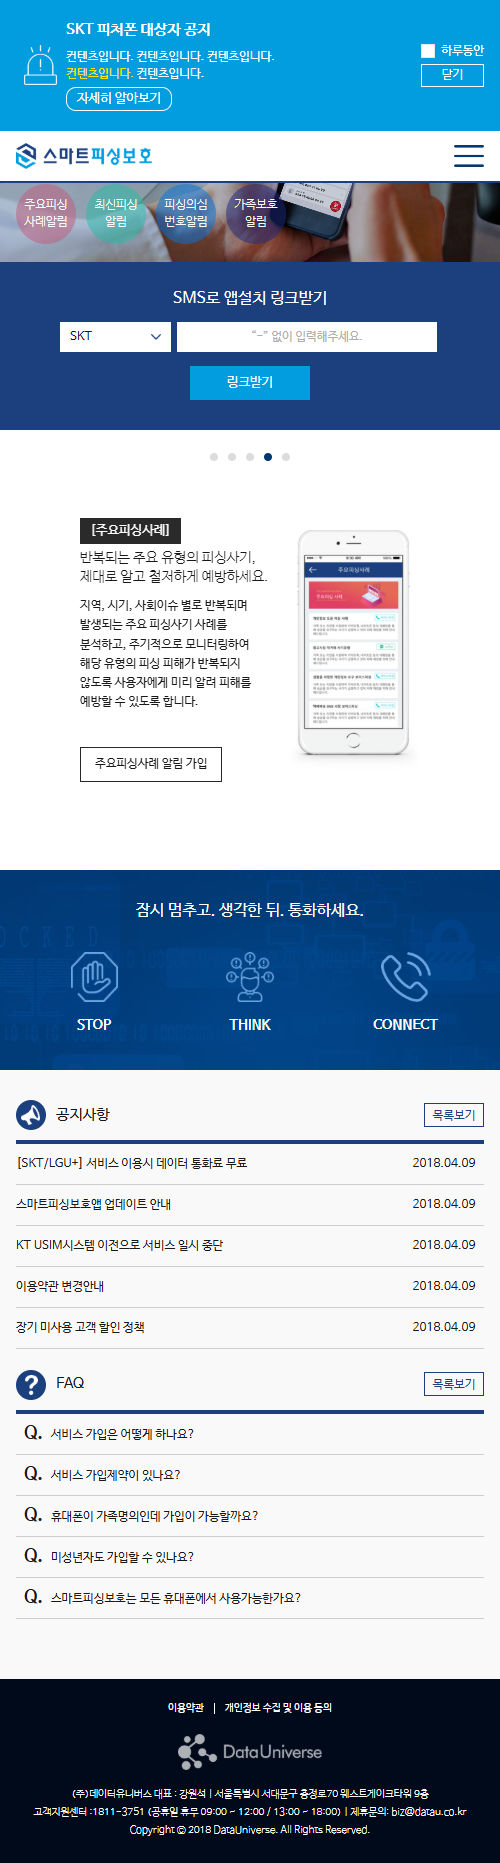 SKT 피처폰 대상자 공지
컨텐츠입니다. 컨텐츠입니다. 컨텐츠입니다.
컨텐츠입니다. 컨텐츠입니다.
자세히 알아보기
하루동안
닫기
스마트피싱보호
주요피싱 사례알림
최신피싱 알림
피싱의심 번호알림
가족보호 알림
SMS로 앱설치 링크받기
SKT
“-” 없이 입력해주세요.
링크받기
[주요피싱사례]
반복되는 주요 유형의 피싱사기,
제대로 알고 철저하게 예방하세요.
지역, 시기, 사회이슈 별로 반복되며
발생되는 주요 피싱사기 사례를
분석하고, 주기적으로 모니터링하여
해당 유형의 피싱 피해가 반복되지
않도록 사용자에게 미리 알려 피해를
예방할 수 있도록 합니다.
주요피싱사례 알림 가입
주요피싱사례
주요피싱 사례
잠시 멈추고. 생각한 뒤. 통화하세요.
STOP
THINK
CONNECT
공지사항
목록보기
[SKT/LGU+] 서비스 이용시 데이터 통화료 무료 2018.04.09
스마트피싱보호앱 업데이트 안내 2018.04.09
KT USIM시스템 이전으로 서비스 일시 중단 2018.04.09
이용약관 변경안내 2018.04.09
장기 미사용 고객 할인 정책 2018.04.09
FAQ
목록보기
Q. 서비스 가입은 어떻게 하나요?
Q. 서비스 가입제약이 있나요?
Q. 휴대폰이 가족명의인데 가입이 가능할까요?
Q. 미성년자도 가입할 수 있나요?
Q. 스마트피싱보호는 모든 휴대폰에서 사용가능한가요?
이용약관 | 개인정보 수집 및 이용 동의
DataUniverse
(주)데이터유니버스 대표 : 강원석 | 서울특별시 서대문구 충정로70 웨스트게이크타워 9층
고객지원센터 :1811-3751 (공휴일 휴무 09:00 ~ 12:00 / 13:00 ~ 18:00) | 제휴문의: biz@datau.co.kr
Copyright © 2018 DataUniverse. All Rights Reserved.